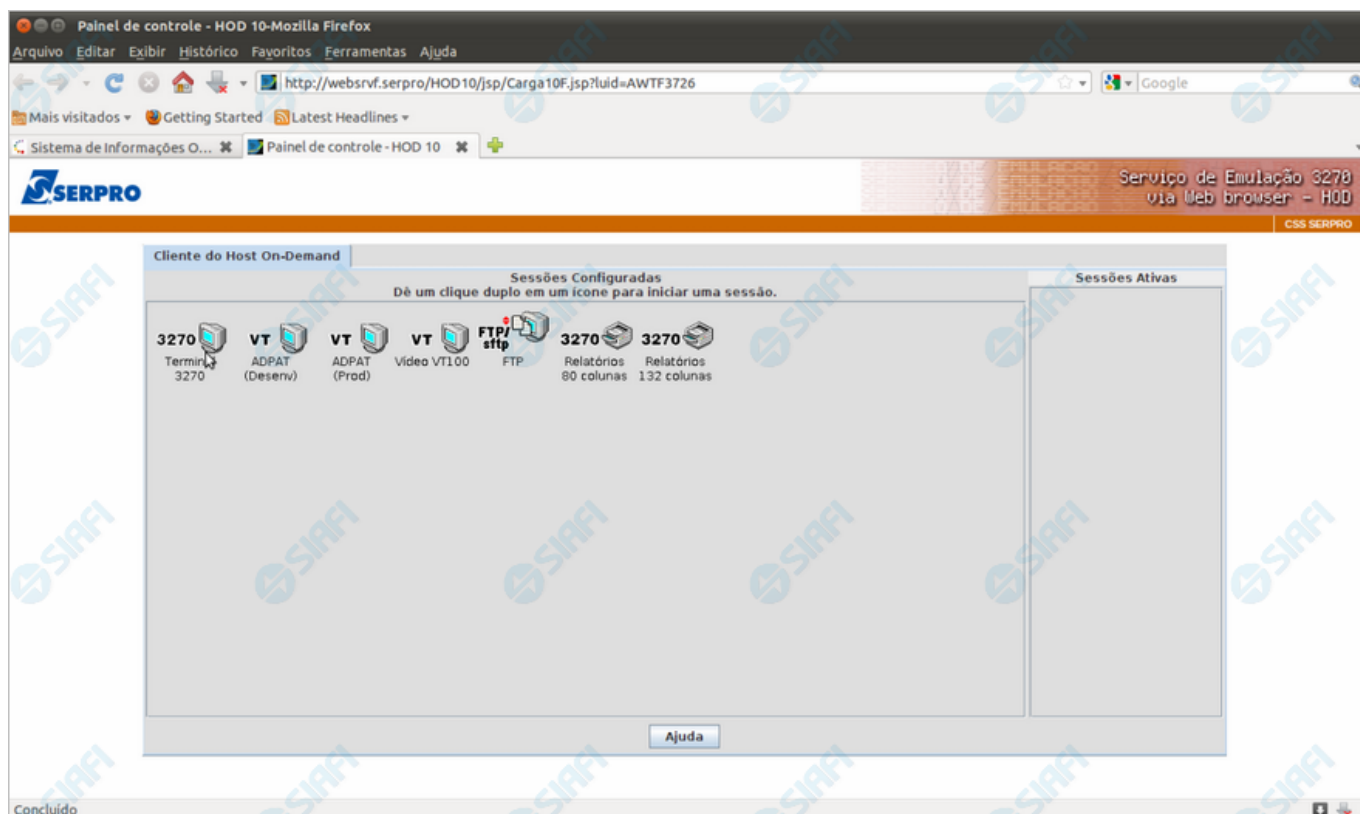 Painel de controle - HOD 10-Mozilla Firefox
Arquivo Editar Exibir Histórico Favoritos Ferramentas Ajuda
http://websrvf.serpro/HOD10/jsp/Carga10F.jsp?luid=AWTF3726
Google
Mais visitados Getting Started Latest Headlines
Sistema de Informações O... Painel de controle - HOD 10
SERPRO
Serviço de Emulação 3270
via Web browser - HOD
CSS SERPRO
Cliente do Host On-Demand
Sessões Configuradas
Dê um clique duplo em um ícone para iniciar uma sessão.
Sessões Ativas
3270 VT VT VT FTP/ sftp 3270 3270
3270
ADPAT
(Desenv)
ADPAT
(Prod)
Vídeo VT100
FTP
Relatórios
80 colunas
Relatórios
132 colunas
Ajuda
Concluído
SIAFI